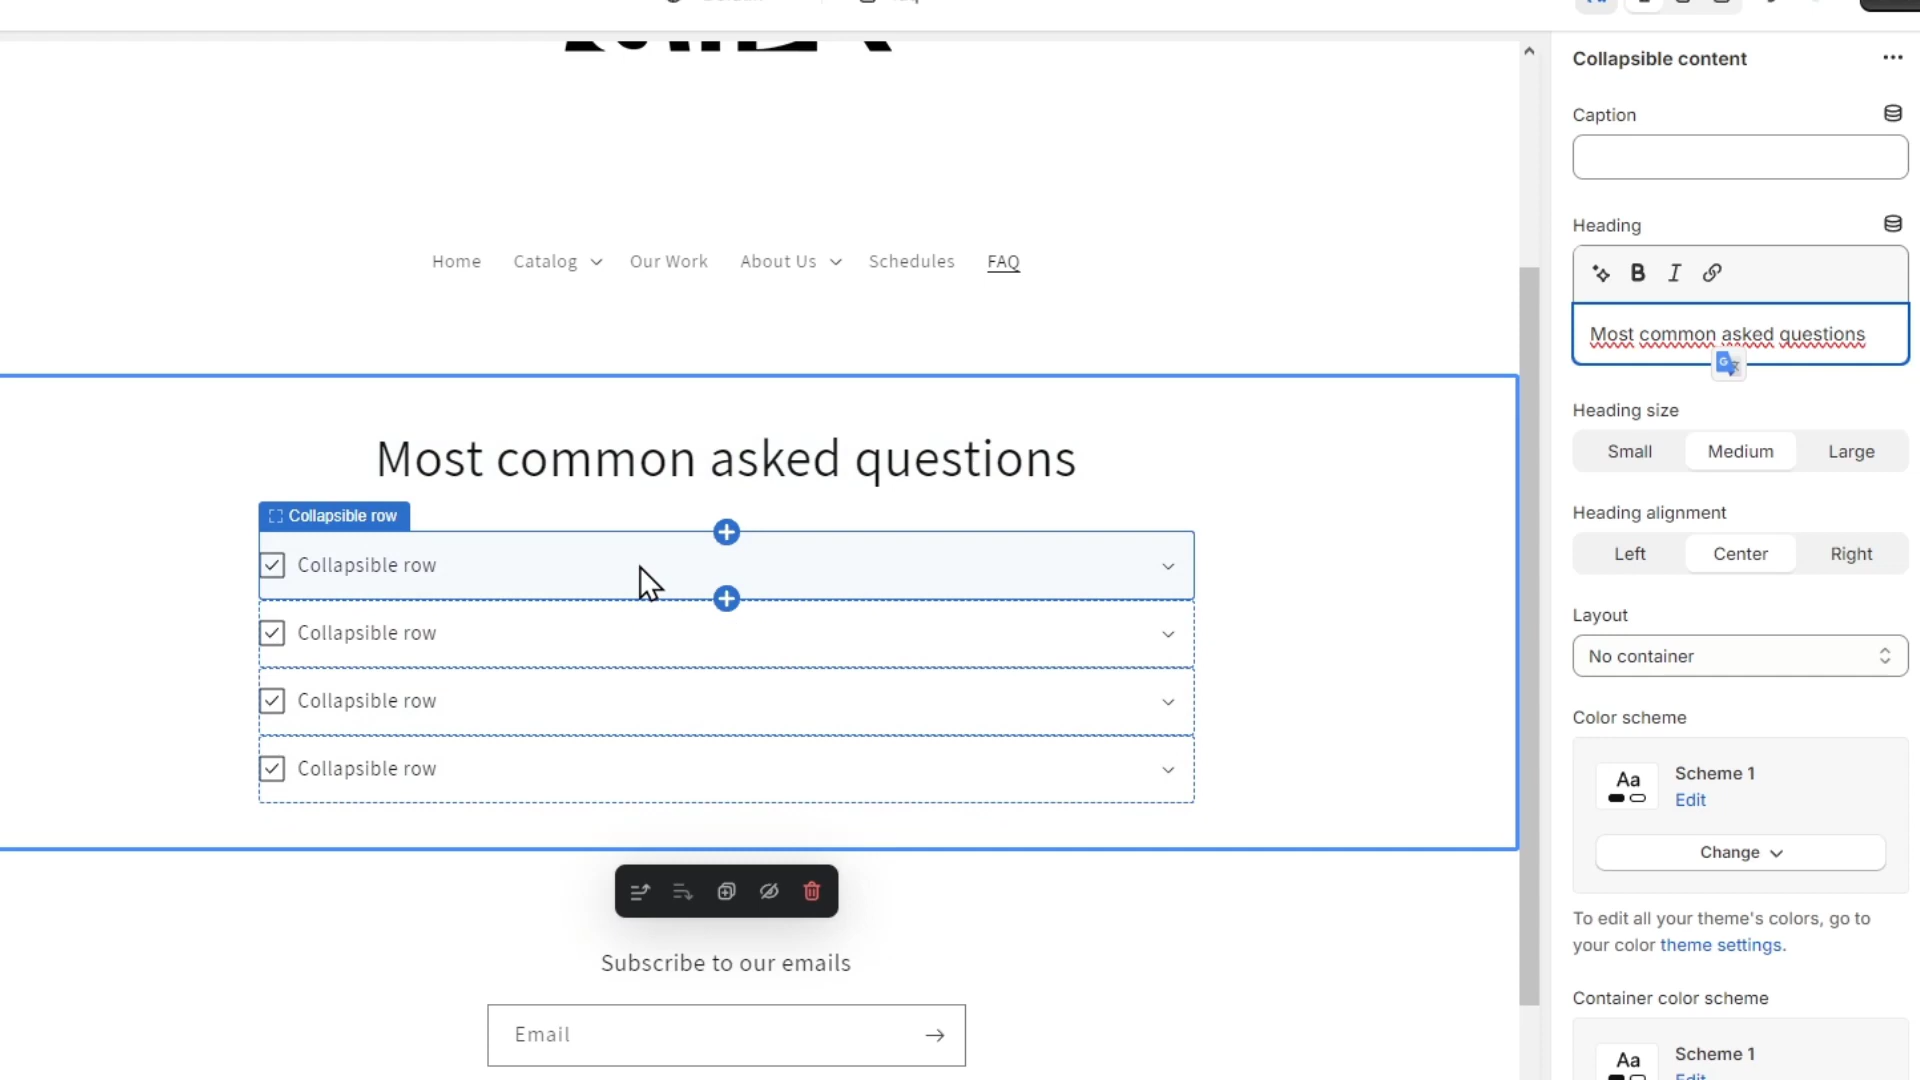 Collapsible content
Caption
Heading
B I
Most common asked questions
Heading size
Small Medium Large
Heading alignment
Left Center Right
Layout
No container
Color scheme
Aa
Scheme 1
Edit
Change
To edit all your theme's colors, go to
your color theme settings.
Container color scheme
Aa
Scheme 1
Edit
Home Catalog Our Work About Us Schedules FAQ
Most common asked questions
Collapsible row
Collapsible row
Collapsible row
Collapsible row
Collapsible row
Subscribe to our emails
Email